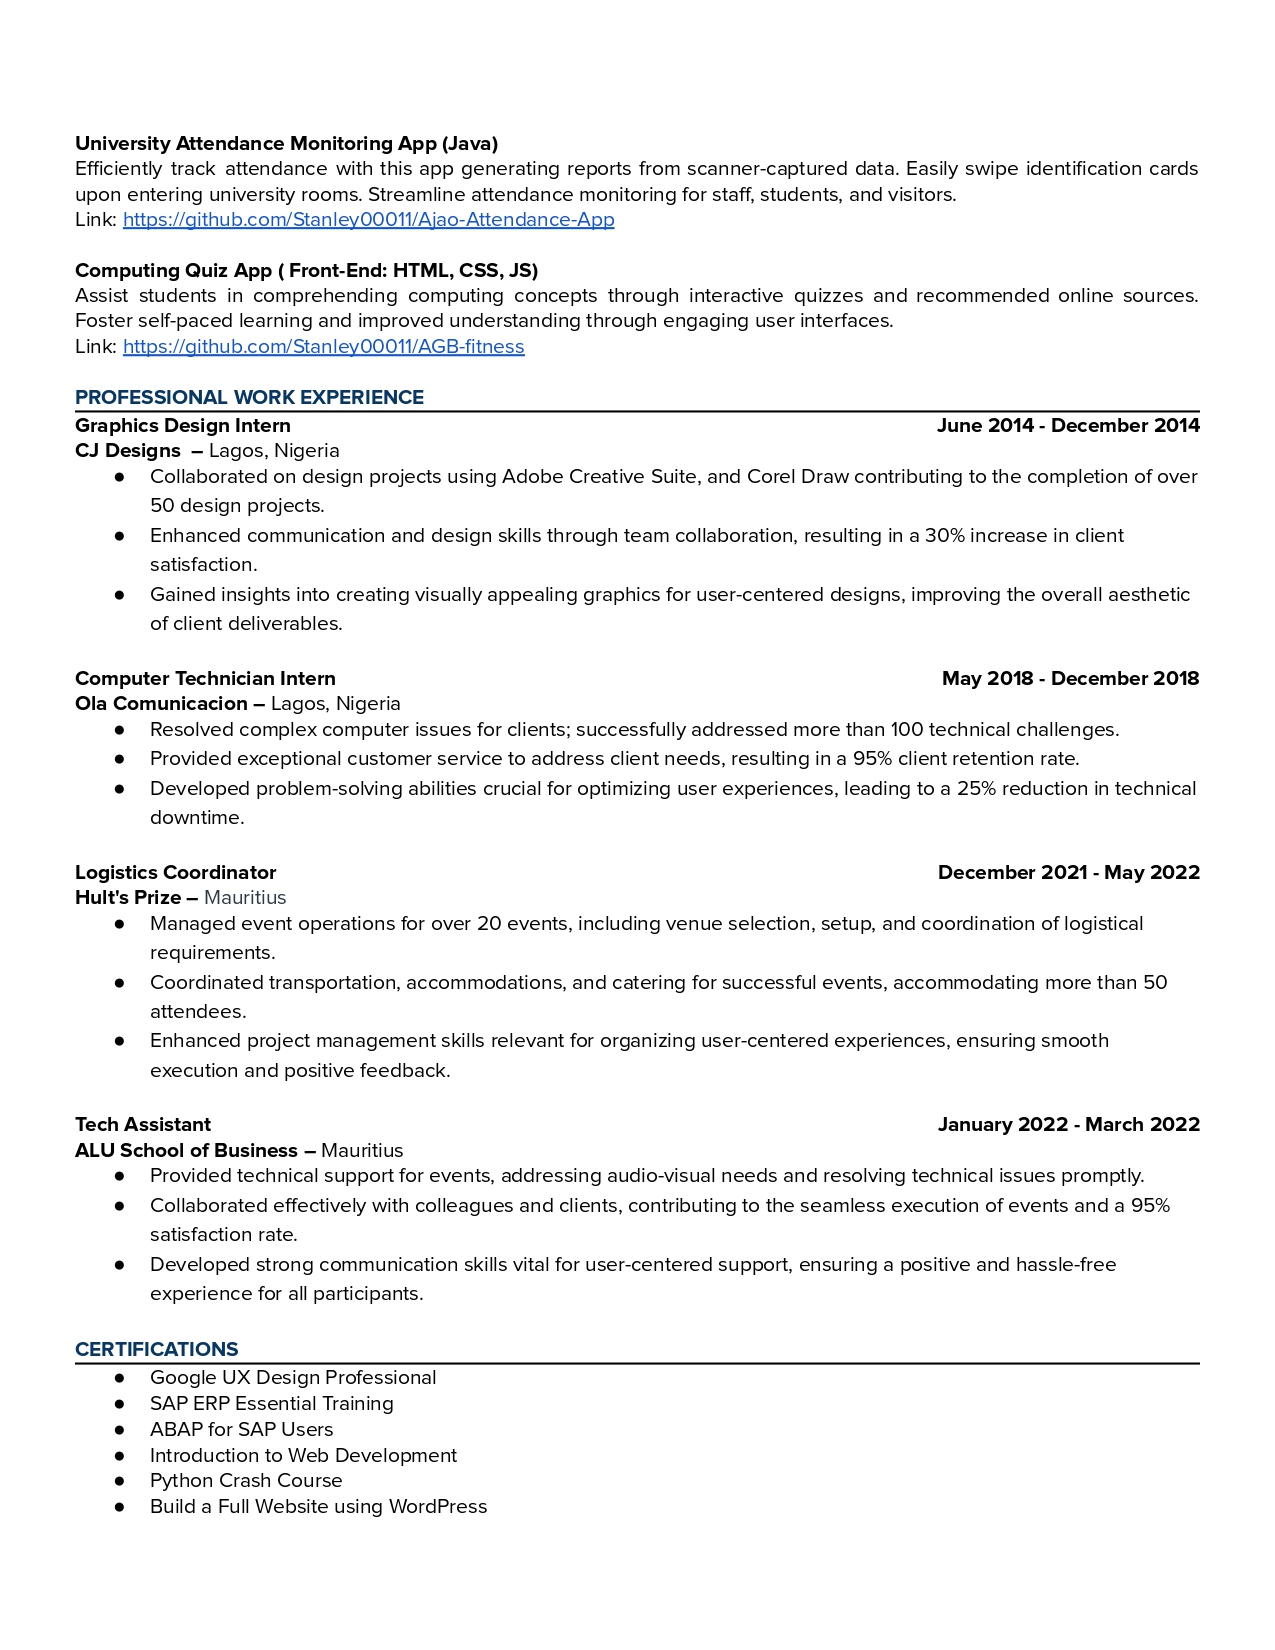 University Attendance Monitoring App (Java)
Efficiently track attendance with this app generating reports from scanner-captured data. Easily swipe identification cards
upon entering university rooms. Streamline attendance monitoring for staff, students, and visitors.
Link: https://github.com/Stanley00011/Ajao-Attendance-App
Computing Quiz App ( Front-End: HTML, CSS, JS)
Assist students in comprehending computing concepts through interactive quizzes and recommended online sources.
Foster self-paced learning and improved understanding through engaging user interfaces.
Link: https://github.com/Stanley00011/AGB-fitness
PROFESSIONAL WORK EXPERIENCE
Graphics Design Intern June 2014 - December 2014
CJ Designs – Lagos, Nigeria
● Collaborated on design projects using Adobe Creative Suite, and Corel Draw contributing to the completion of over
50 design projects.
● Enhanced communication and design skills through team collaboration, resulting in a 30% increase in client
satisfaction.
● Gained insights into creating visually appealing graphics for user-centered designs, improving the overall aesthetic
of client deliverables.
Computer Technician Intern May 2018 - December 2018
Ola Comunicacion – Lagos, Nigeria
● Resolved complex computer issues for clients; successfully addressed more than 100 technical challenges.
● Provided exceptional customer service to address client needs, resulting in a 95% client retention rate.
● Developed problem-solving abilities crucial for optimizing user experiences, leading to a 25% reduction in technical
downtime.
Logistics Coordinator December 2021 - May 2022
Hult's Prize – Mauritius
● Managed event operations for over 20 events, including venue selection, setup, and coordination of logistical
requirements.
● Coordinated transportation, accommodations, and catering for successful events, accommodating more than 50
attendees.
● Enhanced project management skills relevant for organizing user-centered experiences, ensuring smooth
execution and positive feedback.
Tech Assistant January 2022 - March 2022
ALU School of Business – Mauritius
● Provided technical support for events, addressing audio-visual needs and resolving technical issues promptly.
● Collaborated effectively with colleagues and clients, contributing to the seamless execution of events and a 95%
satisfaction rate.
● Developed strong communication skills vital for user-centered support, ensuring a positive and hassle-free
experience for all participants.
CERTIFICATIONS
● Google UX Design Professional
● SAP ERP Essential Training
● ABAP for SAP Users
● Introduction to Web Development
● Python Crash Course
● Build a Full Website using WordPress